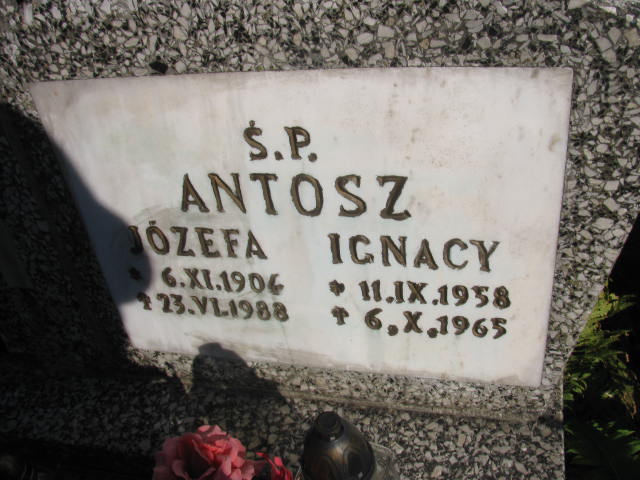 Ś.P.
ANTOSZ
JÓZEFA
* 6.XI.1906
✝ 23.VI.1988
IGNACY
* 11.IX.1958
✝ 6.X.1965